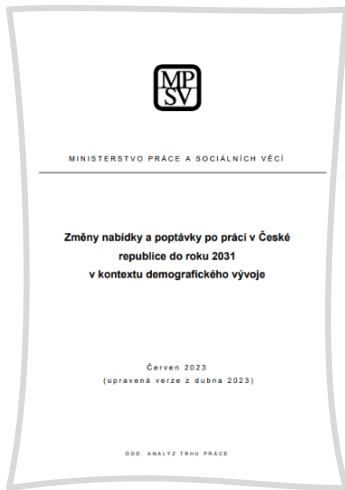 MP
SV
MINISTERSTVO PRÁCE A SOCIÁLNÍCH VĚCÍ
Změny nabídky a poptávky po práci v České
republice do roku 2031
v kontextu demografického vývoje
Červen 2023
(upravená verze z dubna 2023)
ODD. ANALÝZ TRHU PRÁCE